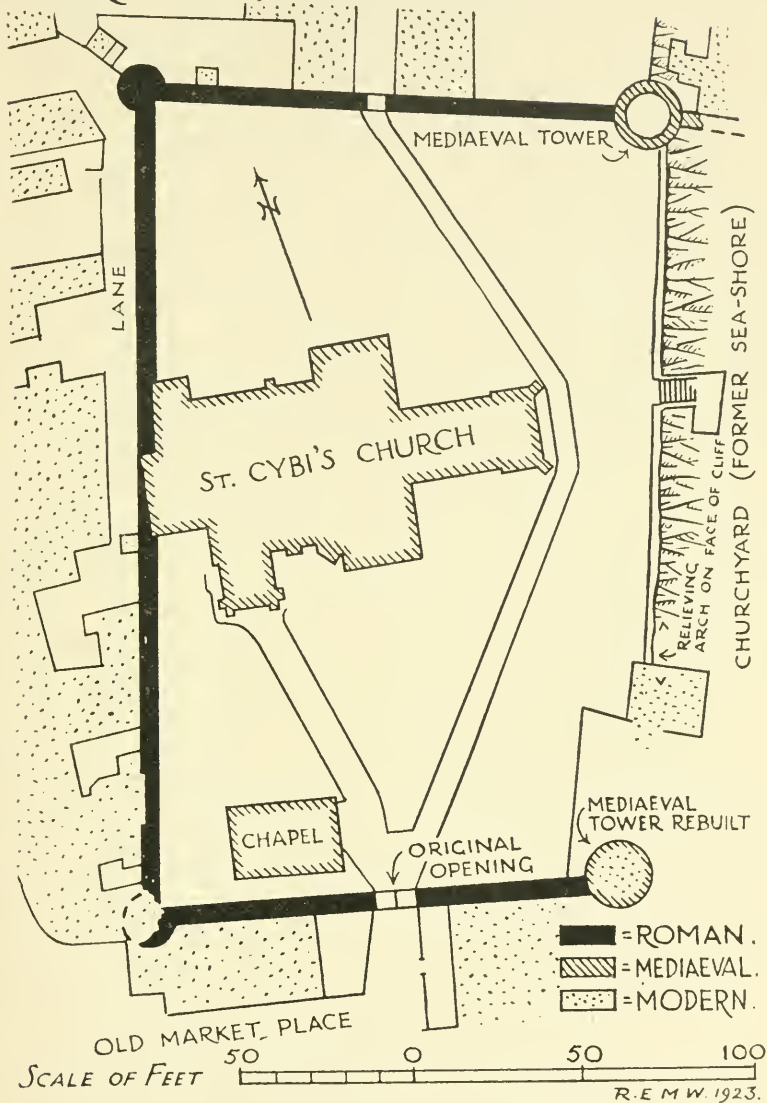 MEDIAEVAL TOWER
N
LANE
ST. CYBI'S CHURCH
CHURCHYARD (FORMER SEA-SHORE)
RELIEVING
ARCH ON FACE OF CLIFF
MEDIAEVAL
TOWER REBUILT
CHAPEL
ORIGINAL
OPENING
= ROMAN.
= MEDIAEVAL.
= MODERN.
OLD MARKET PLACE
SCALE OF FEET
50 0 50 100
R.E M W. 1923.